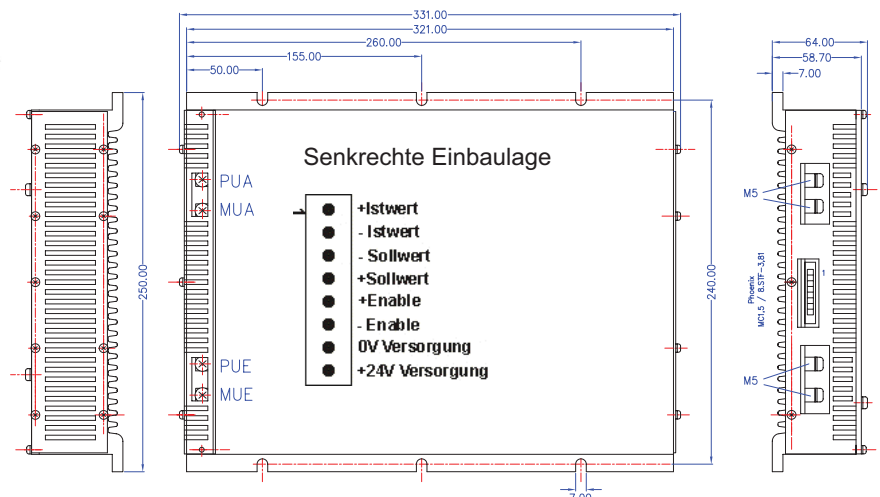 331.00
321.00
260.00
155.00
50.00
64.00
58.70
7.00
Senkrechte Einbaulage
PUA
MUA
1
+Istwert
- Istwert
- Sollwert
+Sollwert
+Enable
- Enable
0V Versorgung
+24V Versorgung
PUE
MUE
250.00
240.00
M5
Phoenix
MC1,5 / 8.STF-3,81
1
M5
7.00